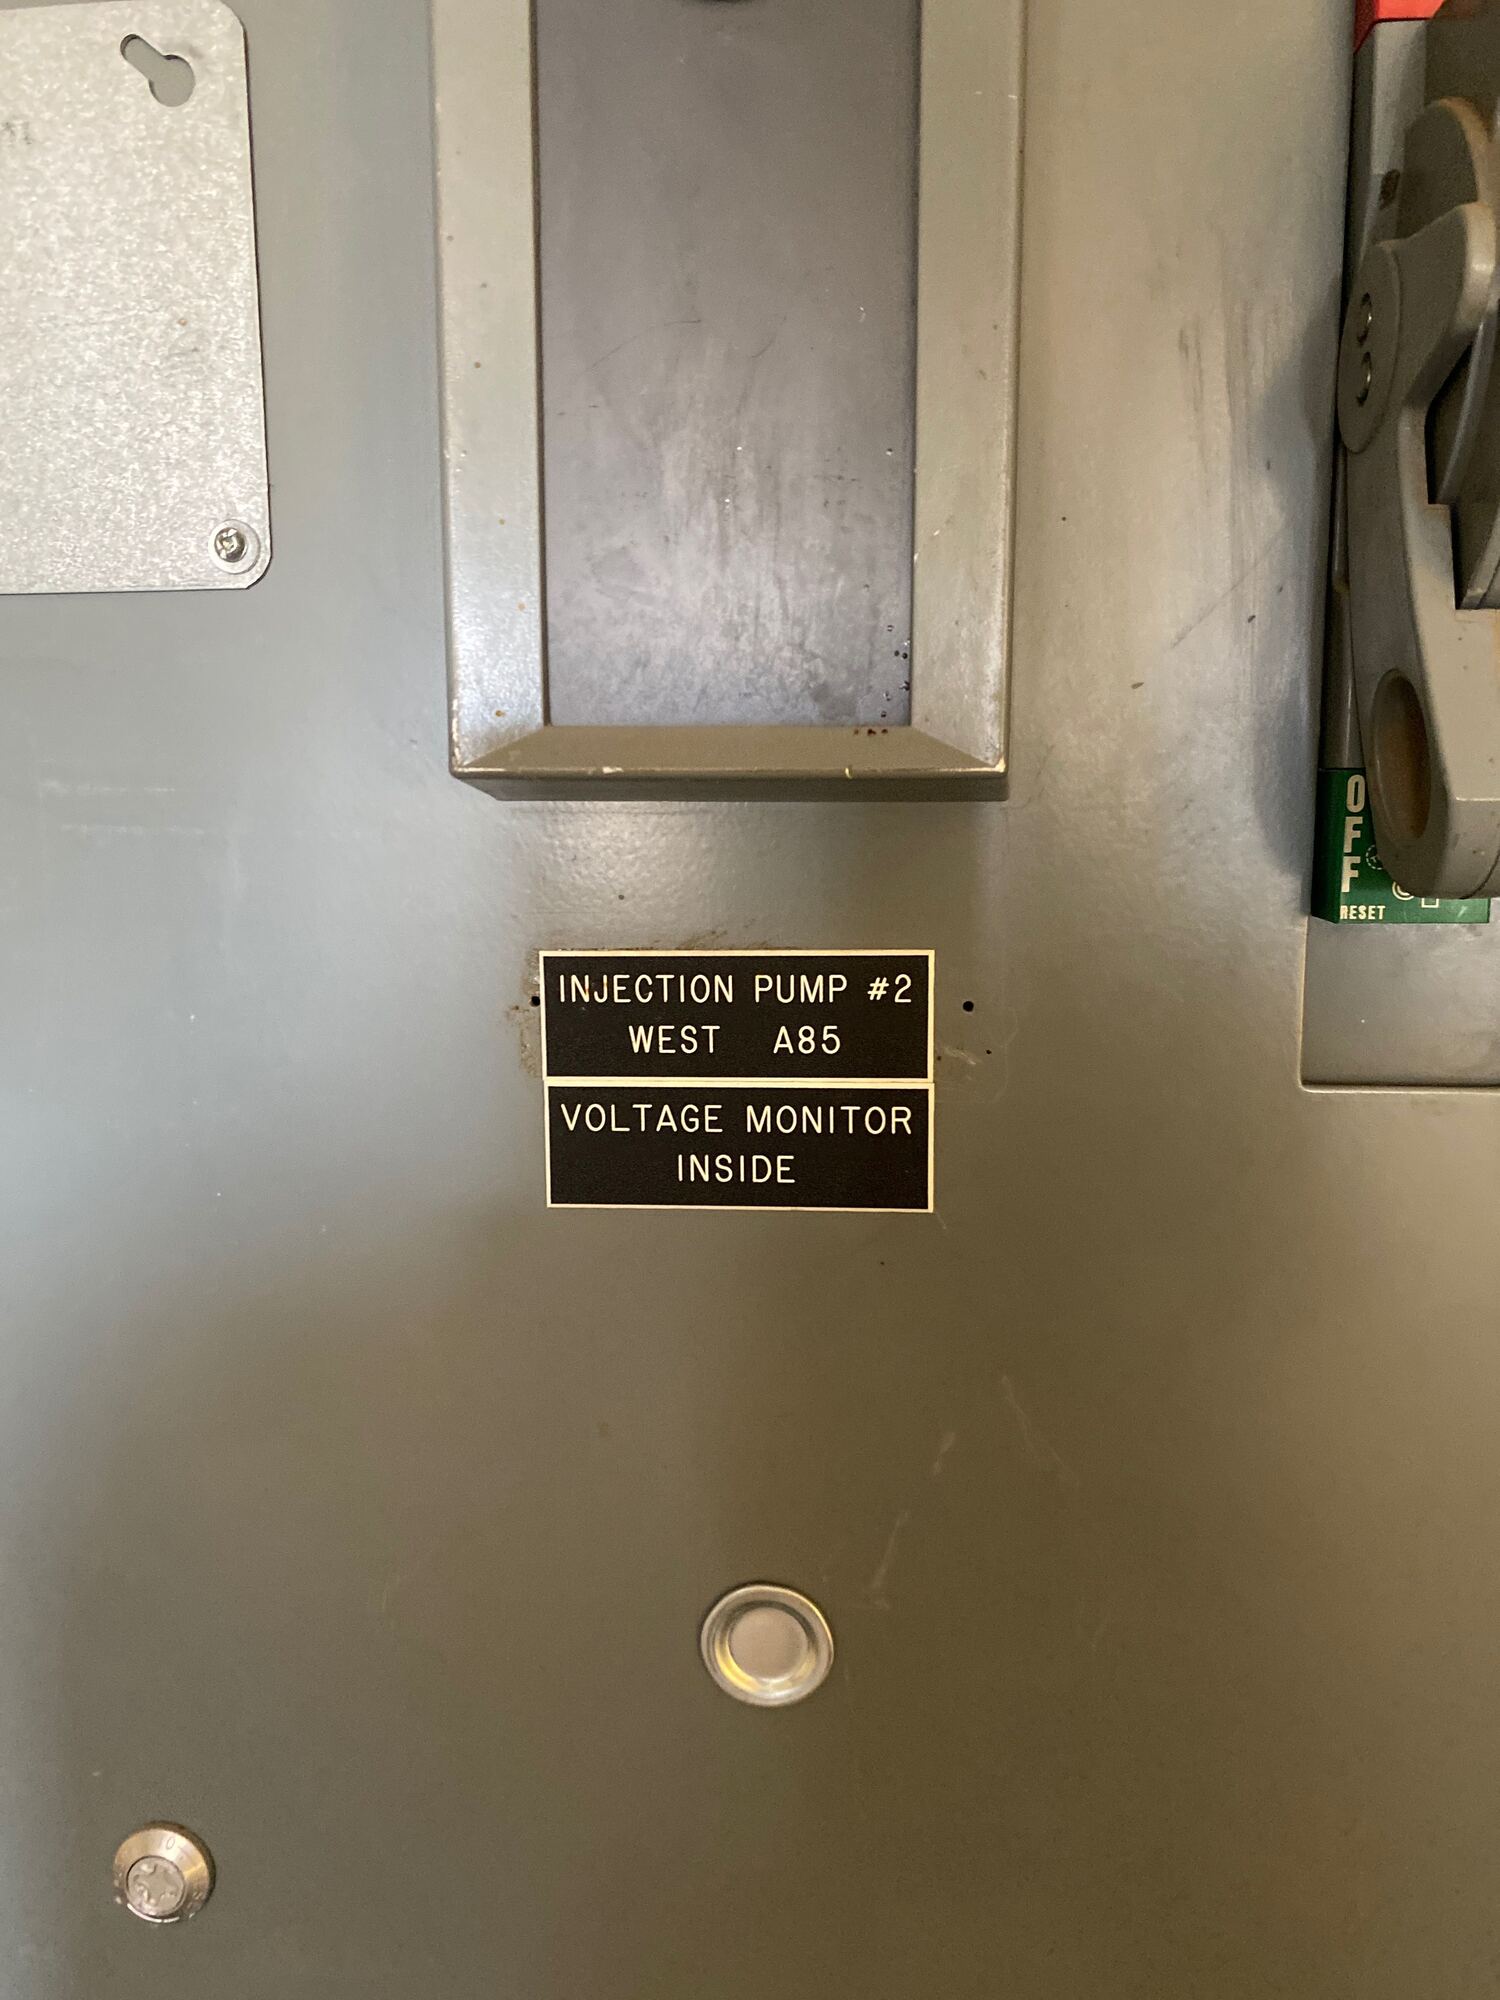 OFF
RESET
INJECTION PUMP #2
WEST A85
VOLTAGE MONITOR
INSIDE